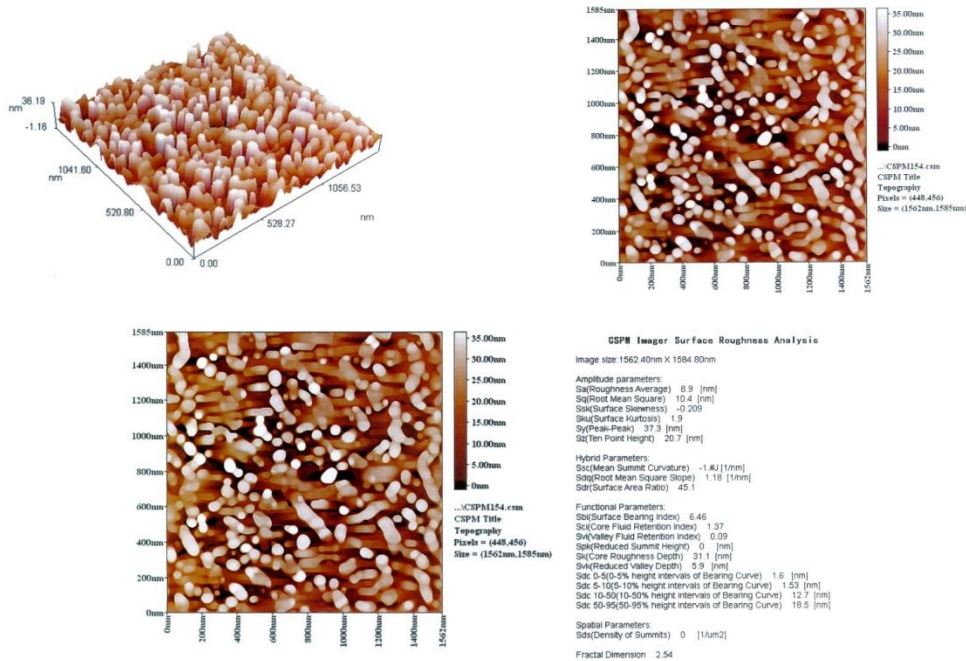 36.19
nm
-1.16
1041.60
nm
520.80
0.00
0.00
528.27
nm
1056.53
1585nm
1400nm
1200nm
1000nm
800nm
600nm
400nm
200nm
0nm
0nm
200nm
400nm
600nm
800nm
1000nm
1200nm
1400nm
1562nm
35.00nm
30.00nm
25.00nm
20.00nm
15.00nm
10.00nm
5.00nm
0nm
...\CSPM154.csm
CSPM Title
Topography
Pixels = (448,456)
Size = (1562nm,1585nm)
1585nm
1400nm
1200nm
1000nm
800nm
600nm
400nm
200nm
0nm
0nm
200nm
400nm
600nm
800nm
1000nm
1200nm
1400nm
1562nm
35.00nm
30.00nm
25.00nm
20.00nm
15.00nm
10.00nm
5.00nm
0nm
...\CSPM154.csm
CSPM Title
Topography
Pixels = (448,456)
Size = (1562nm,1585nm)
CSPM Imager Surface Roughness Analysis
Image size:1562.40nm X 1584.80nm
Amplitude parameters:
Sa(Roughness Average) 8.9 [nm]
Sq(Root Mean Square) 10.4 [nm]
Ssk(Surface Skewness) -0.209
Sku(Surface Kurtosis) 1.9
Sy(Peak-Peak) 37.3 [nm]
Sz(Ten Point Height) 20.7 [nm]
Hybrid Parameters:
Ssc(Mean Summit Curvature) -1.#J [1/nm]
Sdq(Root Mean Square Slope) 1.18 [1/nm]
Sdr(Surface Area Ratio) 45.1
Functional Parameters:
Sbi(Surface Bearing Index) 6.46
Sci(Core Fluid Retention Index) 1.37
Svi(Valley Fluid Retention Index) 0.09
Spk(Reduced Summit Height) 0 [nm]
Sk(Core Roughness Depth) 31.1 [nm]
Svk(Reduced Valley Depth) 5.9 [nm]
Sdc 0-5(0-5% height intervals of Bearing Curve) 1.6 [nm]
Sdc 5-10(5-10% height intervals of Bearing Curve) 1.53 [nm]
Sdc 10-50(10-50% height intervals of Bearing Curve) 12.7 [nm]
Sdc 50-95(50-95% height intervals of Bearing Curve) 18.5 [nm]
Spatial Parameters:
Sds(Density of Summits) 0 [1/um2]
Fractal Dimension 2.54